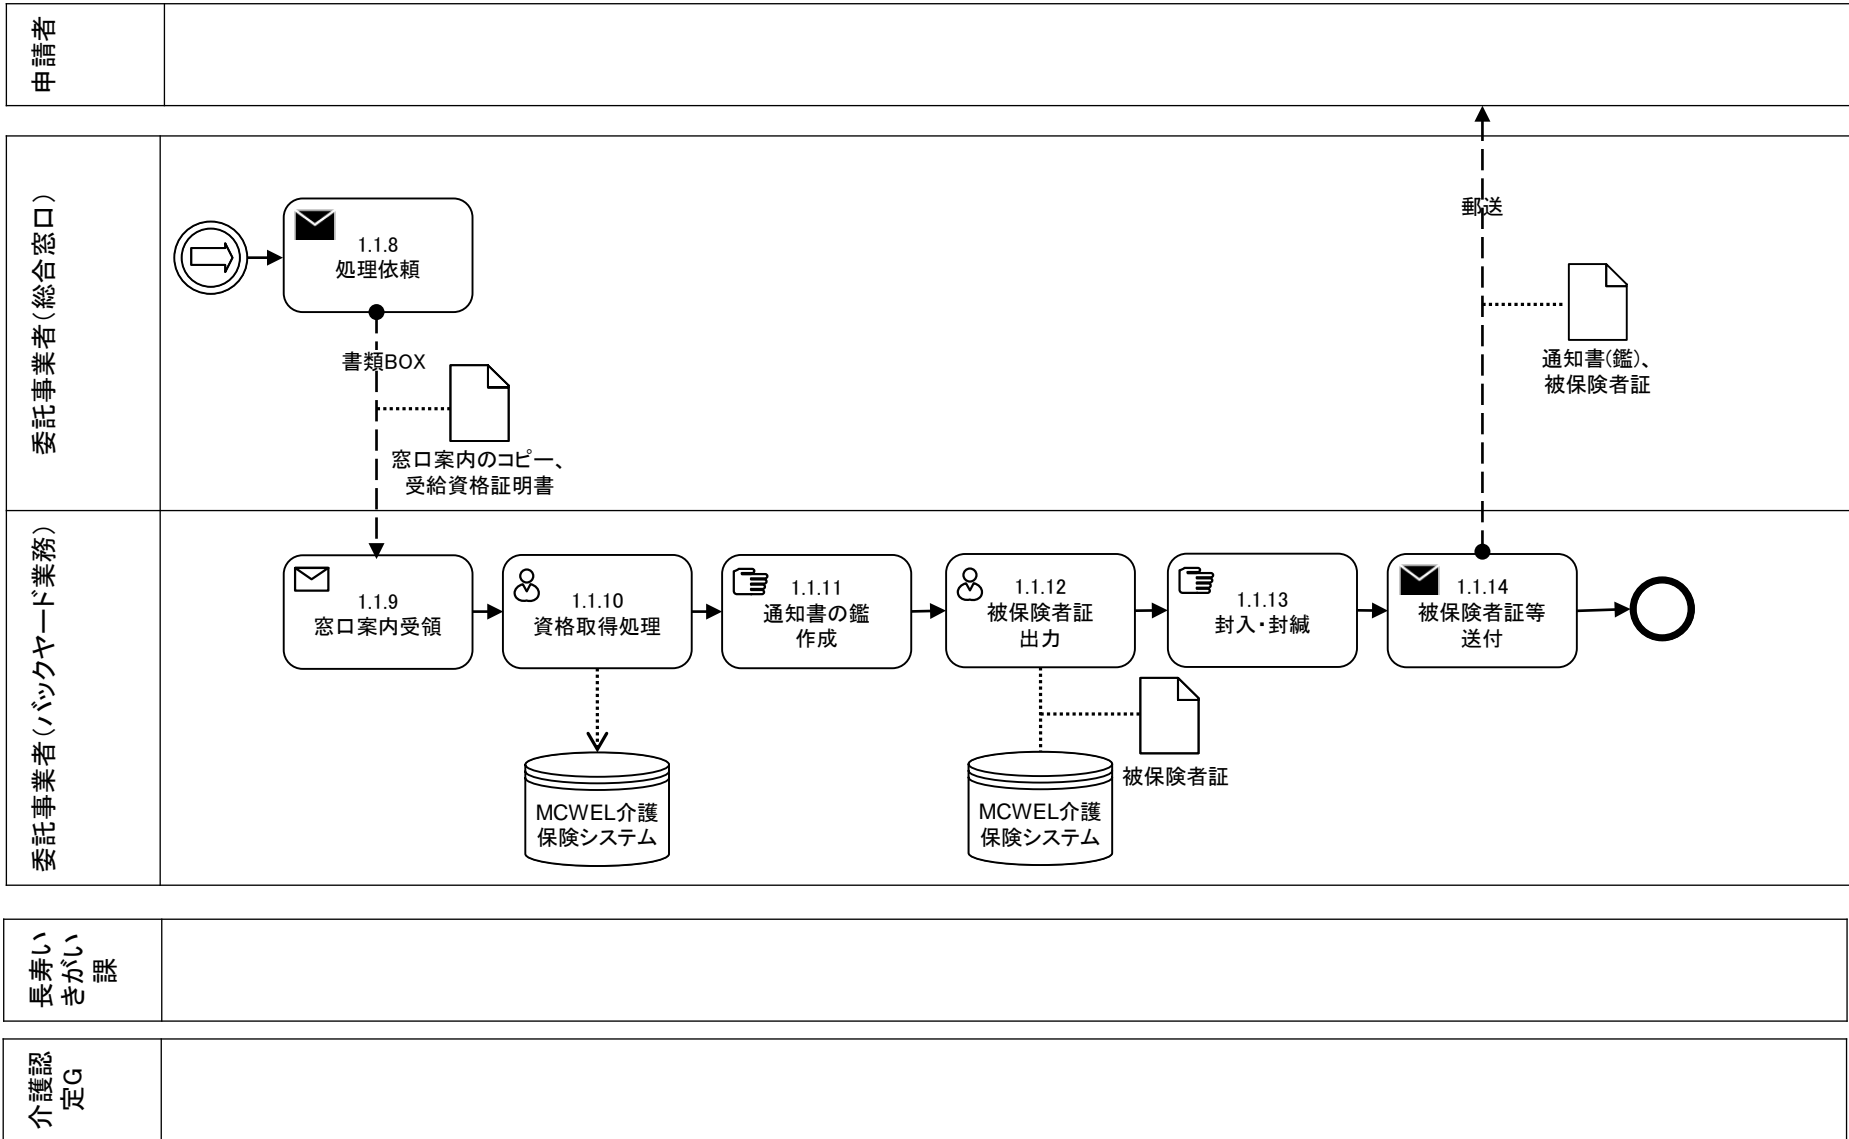 申請者
委託事業者（総合窓口）
1.1.8
処理依頼
書類BOX
窓口案内のコピー、
受給資格証明書
郵送
通知書(鑑)、
被保険者証
委託事業者（バックヤード業務）
1.1.9
窓口案内受領
1.1.10
資格取得処理
1.1.11
通知書の鑑
作成
1.1.12
被保険者証
出力
1.1.13
封入・封緘
1.1.14
被保険者証等
送付
MCWEL介護
保険システム
MCWEL介護
保険システム
被保険者証
長寿い
きがい
課
介護認
定G